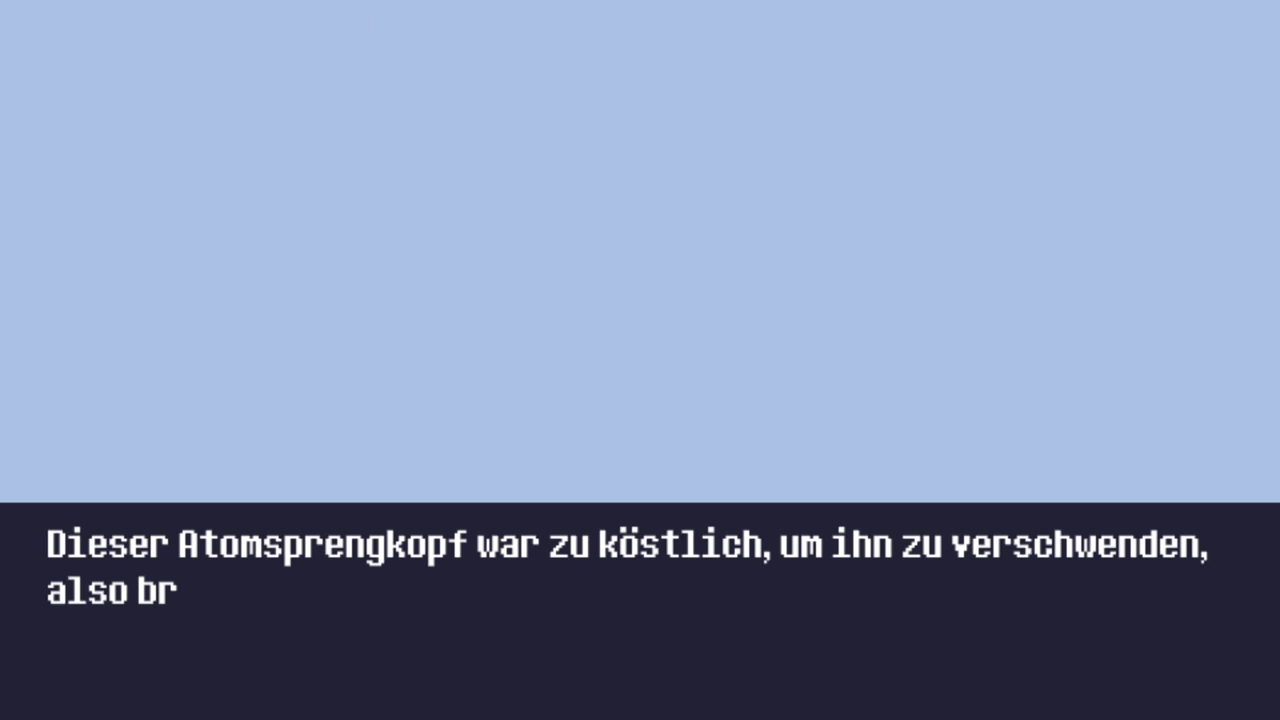 Dieser Atomsprengkopf war zu köstlich, um ihn zu verschwenden,
also br